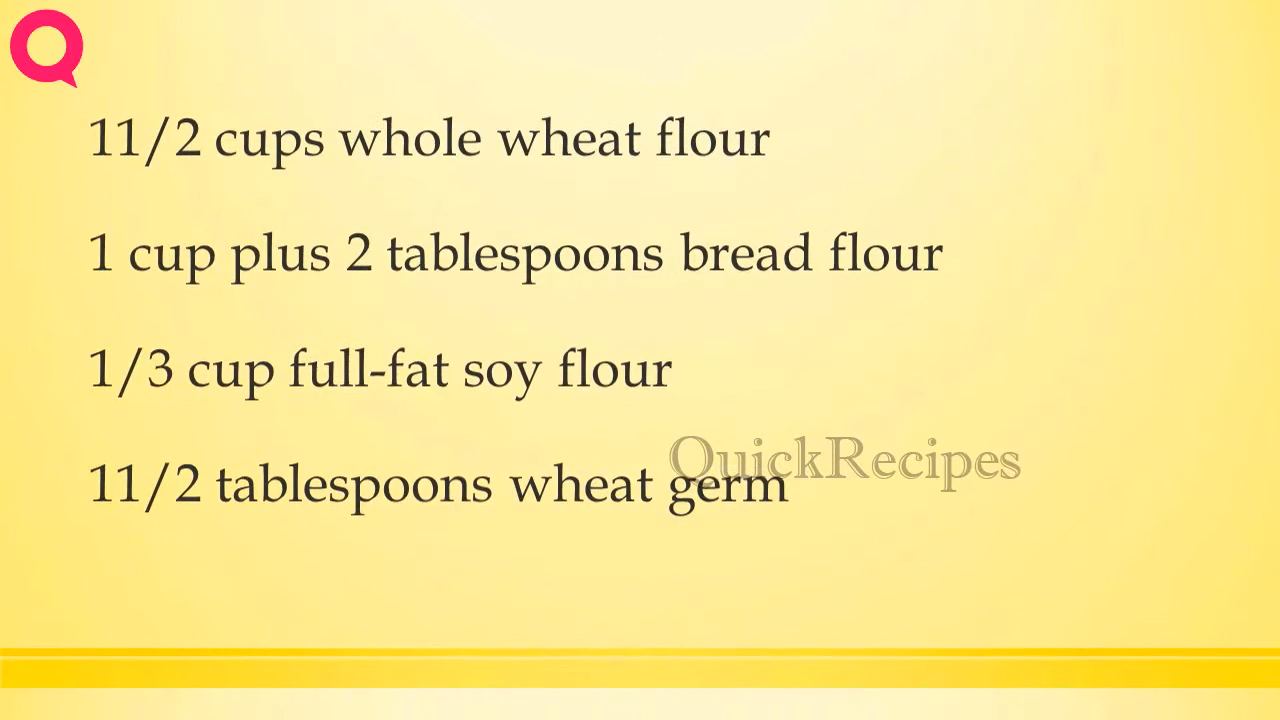 11/2 cups whole wheat flour
1 cup plus 2 tablespoons bread flour
1/3 cup full-fat soy flour
QuickRecipes
11/2 tablespoons wheat germ